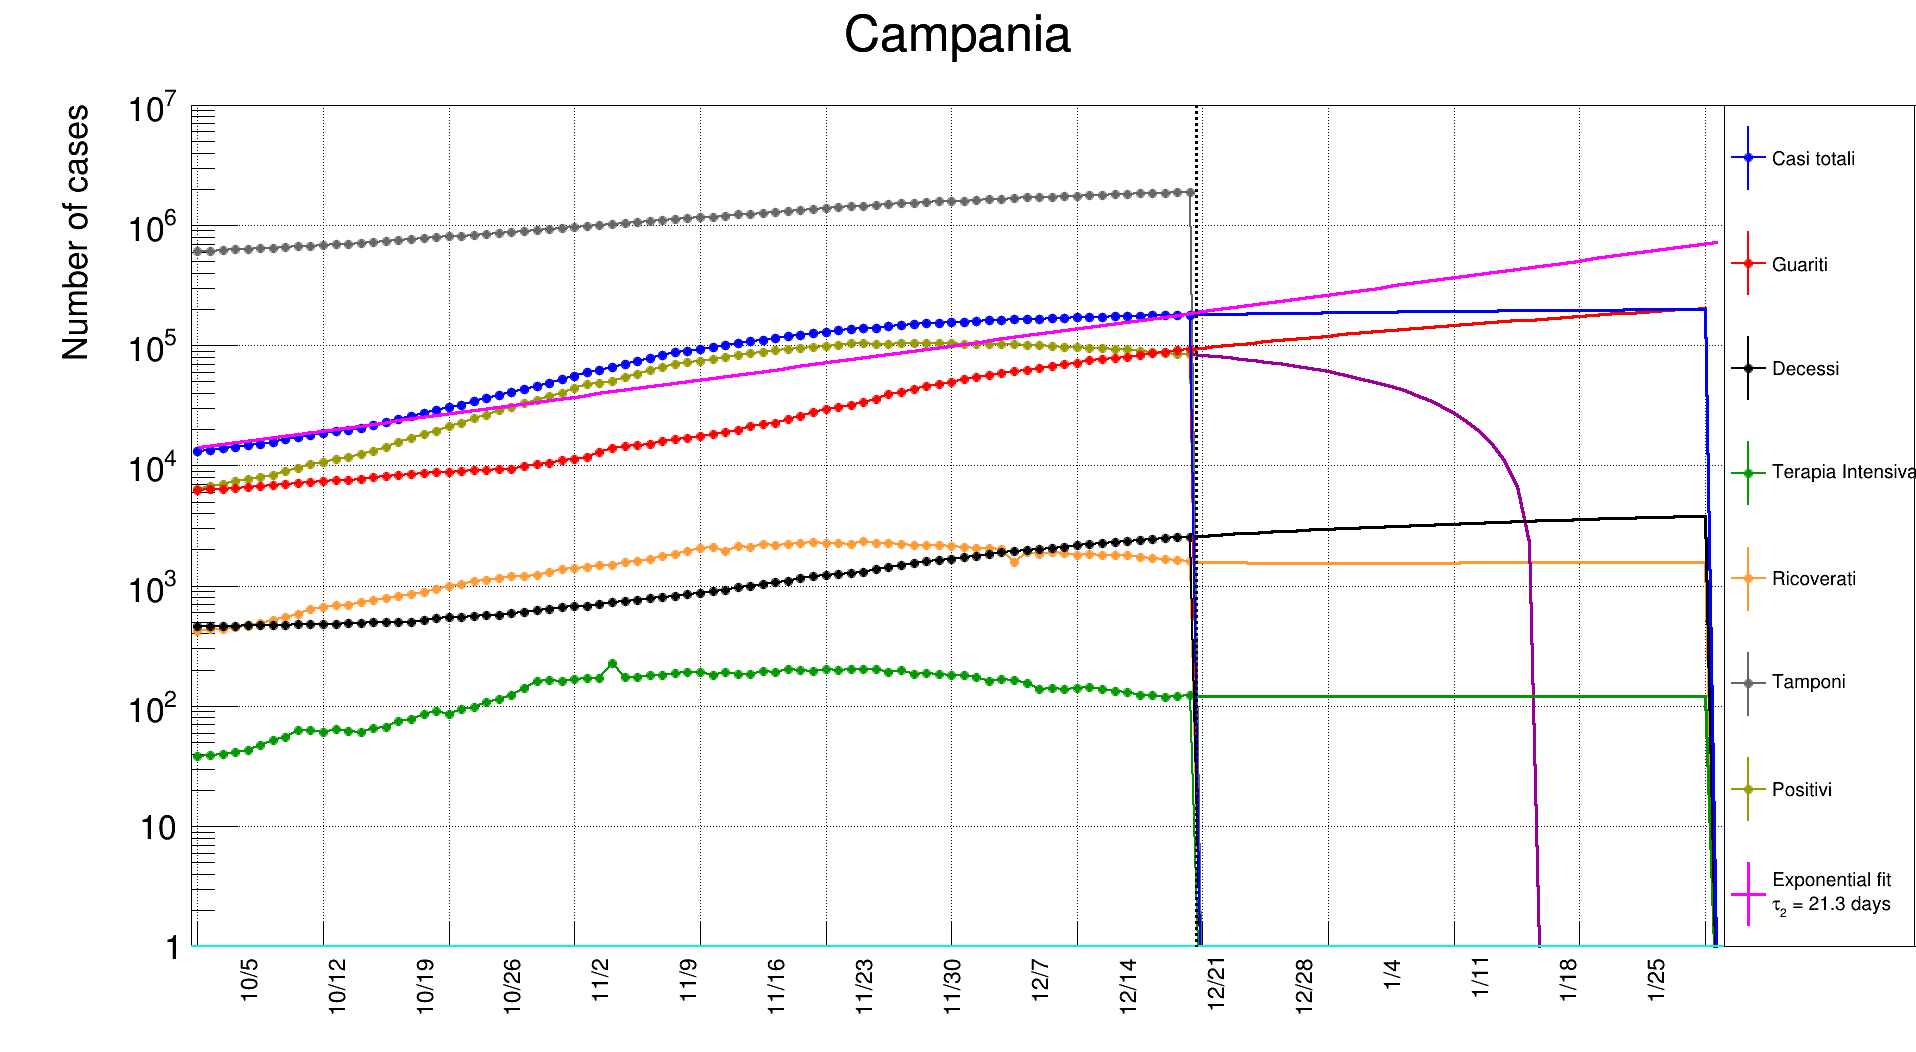 Campania
Number of cases
10^7
10^6
10^5
10^4
10^3
10^2
10
1
10/5
10/12
10/19
10/26
11/2
11/9
11/16
11/23
11/30
12/7
12/14
12/21
12/28
1/4
1/11
1/18
1/25
Casi totali
Guariti
Decessi
Terapia Intensiva
Ricoverati
Tamponi
Positivi
Exponential fit
τ_2 = 21.3 days